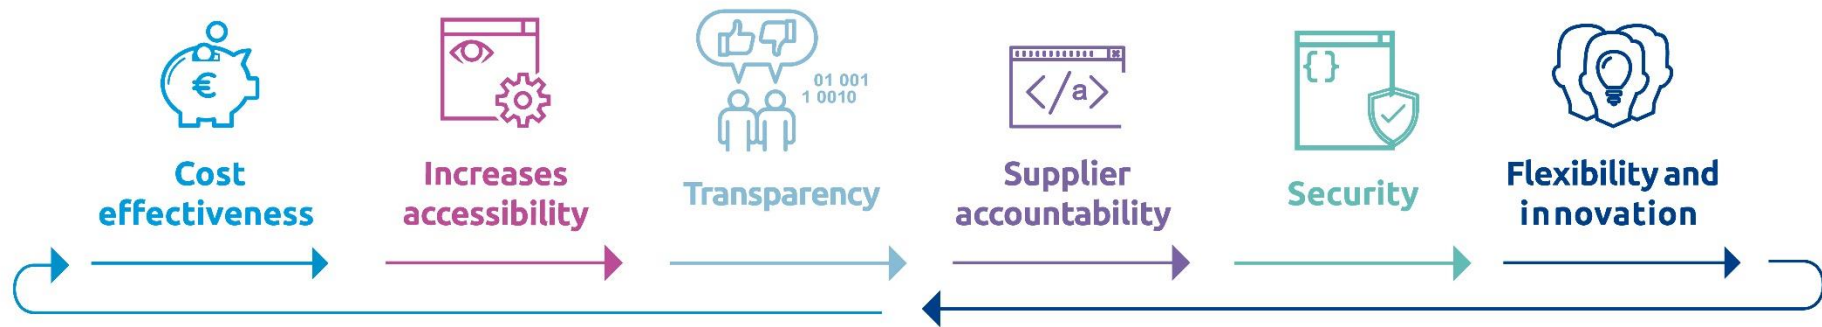 €
01 001
1 0010
</a>
{}
Cost
effectiveness
Increases
accessibility
Transparency
Supplier
accountability
Security
Flexibility and
innovation